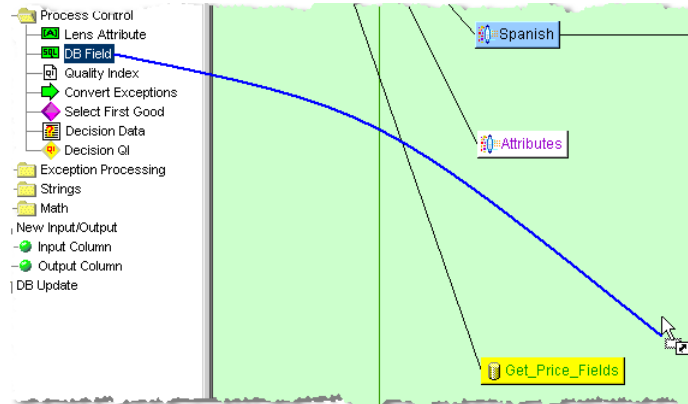 Process Control
Lens Attribute
DB Field
Quality Index
Convert Exceptions
Select First Good
Decision Data
Decision QI
Exception Processing
Strings
Math
New Input/Output
Input Column
Output Column
DB Update
Spanish
Attributes
Get_Price_Fields